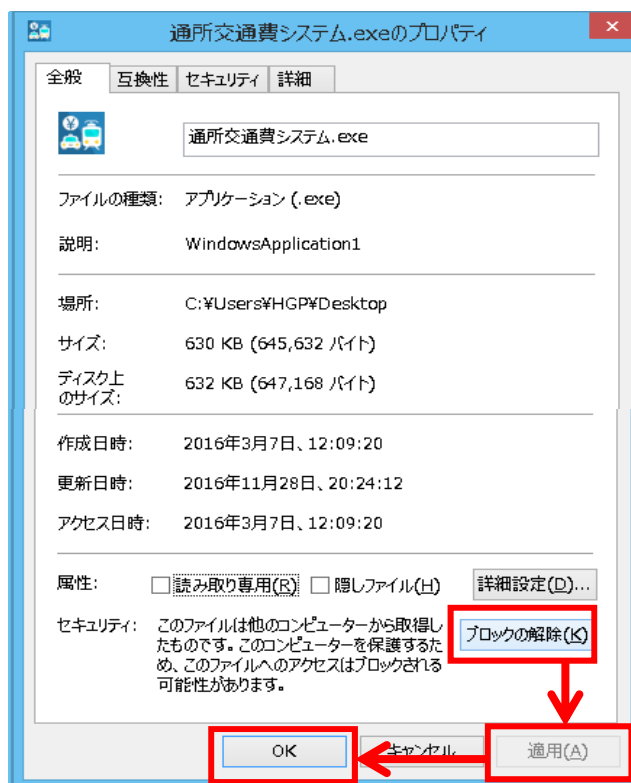 通所交通費システム.exeのプロパティ
全般 互換性 セキュリティ 詳細
通所交通費システム.exe
ファイルの種類: アプリケーション (.exe)
説明: WindowsApplication1
場所: C:¥Users¥HGP¥Desktop
サイズ: 630 KB (645,632 バイト)
ディスク上
のサイズ: 632 KB (647,168 バイト)
作成日時: 2016年3月7日、12:09:20
更新日時: 2016年11月28日、20:24:12
アクセス日時: 2016年3月7日、12:09:20
属性: 読み取り専用(R) 隠しファイル(H) 詳細設定(D)...
セキュリティ: このファイルは他のコンピューターから取得し
たものです。このコンピューターを保護するた
め、このファイルへのアクセスはブロックされる
可能性があります。
ブロックの解除(K)
OK キャンセル 適用(A)